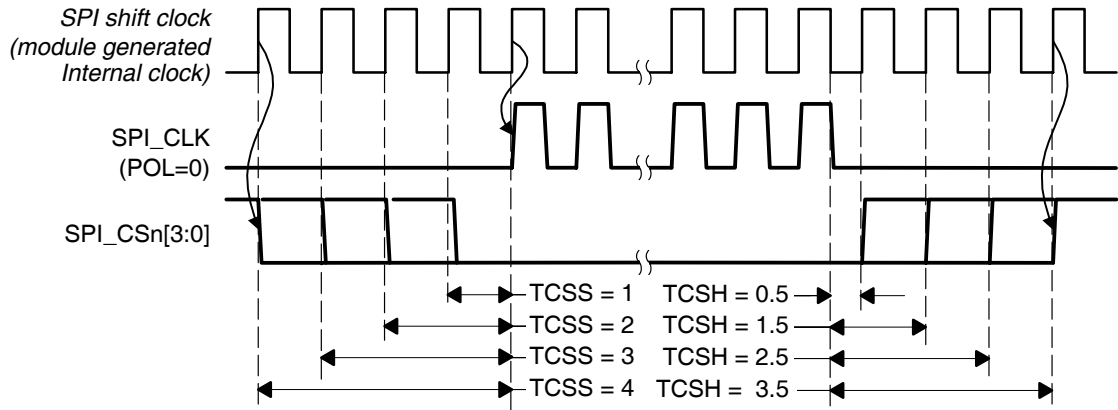 SPI shift clock
(module generated
Internal clock)
SPI_CLK
(POL=0)
SPI_CSn[3:0]
TCSS = 1 TCSH = 0.5
TCSS = 2 TCSH = 1.5
TCSS = 3 TCSH = 2.5
TCSS = 4 TCSH = 3.5